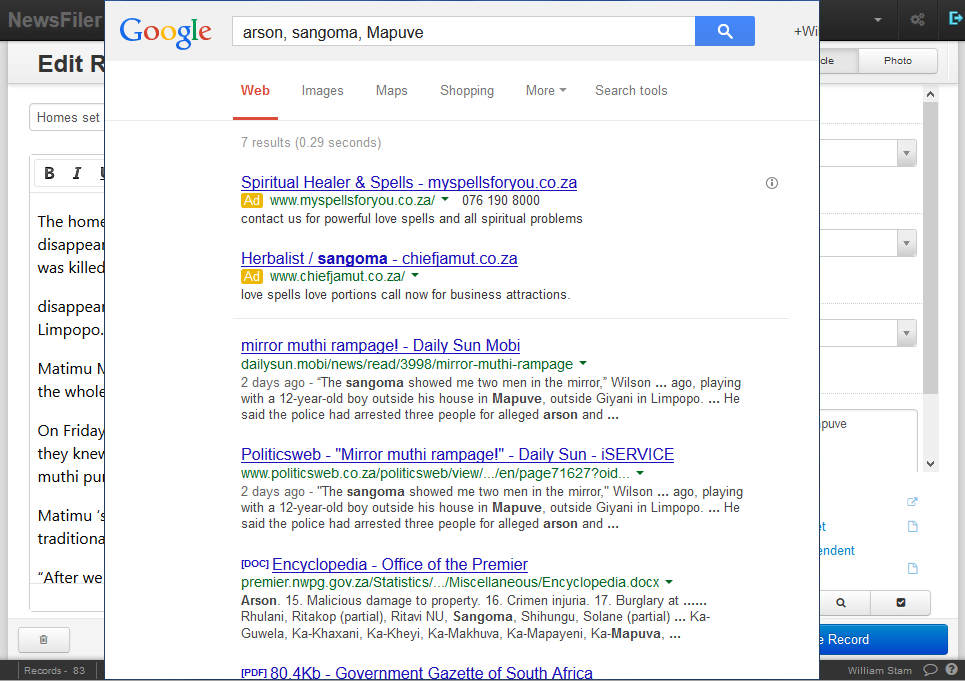 NewsFiler
Google
arson, sangoma, Mapuve
+Wi
Edit R
cle
Photo
Web
Images
Maps
Shopping
More
Search tools
Homes set
7 results (0.29 seconds)
B I U
Spiritual Healer & Spells - myspellsforyou.co.za
Ad www.myspellsforyou.co.za/ 076 190 8000
contact us for powerful love spells and all spiritual problems
Herbalist / sangoma - chiefjamut.co.za
Ad www.chiefjamut.co.za/
love spells love portions call now for business attractions.
mirror muthi rampage! - Daily Sun Mobi
dailysun.mobi/news/read/3998/mirror-muthi-rampage
2 days ago - “The sangoma showed me two men in the mirror,” Wilson ... ago, playing
with a 12-year-old boy outside his house in Mapuve, outside Giyani in Limpopo. ... He
said the police had arrested three people for alleged arson and ...
Politicsweb - "Mirror muthi rampage!" - Daily Sun - iSERVICE
www.politicsweb.co.za/politicsweb/view/.../en/page71627?oid...
2 days ago - "The sangoma showed me two men in the mirror," Wilson ... ago, playing
with a 12-year-old boy outside his house in Mapuve, outside Giyani in Limpopo. ... He
said the police had arrested three people for alleged arson and ...
[DOC] Encyclopedia - Office of the Premier
premier.nwpg.gov.za/Statistics/.../Miscellaneous/Encyclopedia.docx
Arson. 15. Malicious damage to property. 16. Crimen injuria. 17. Burglary at ......
Rhulani, Ritakop (partial), Ritavi NU, Sangoma, Shihungu, Solane (partial) ... Ka-
Guwela, Ka-Khaxani, Ka-Kheyi, Ka-Makhuva, Ka-Mapayeni, Ka-Mapuva, ...
[PDF] 80.4Kb - Government Gazette of South Africa
The home
disappear
was killed
disappear
Limpopo.
Matimu M
the whole
On Friday
they knew
muthi pur
Matimu ‘s
traditiona
“After we
puve
et
endent
e Record
Records - 83
William Stam